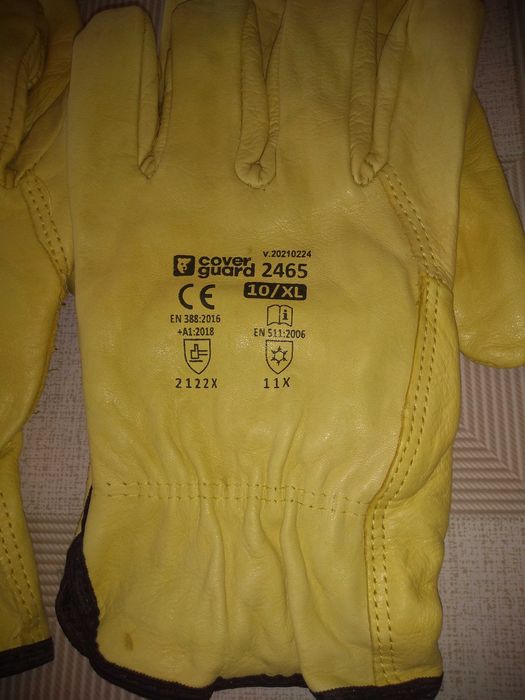 v.20210224
cover
guard 2465
CE 10/XL
EN 388:2016
+A1:2018
i
EN 511:2006
2122X 11X